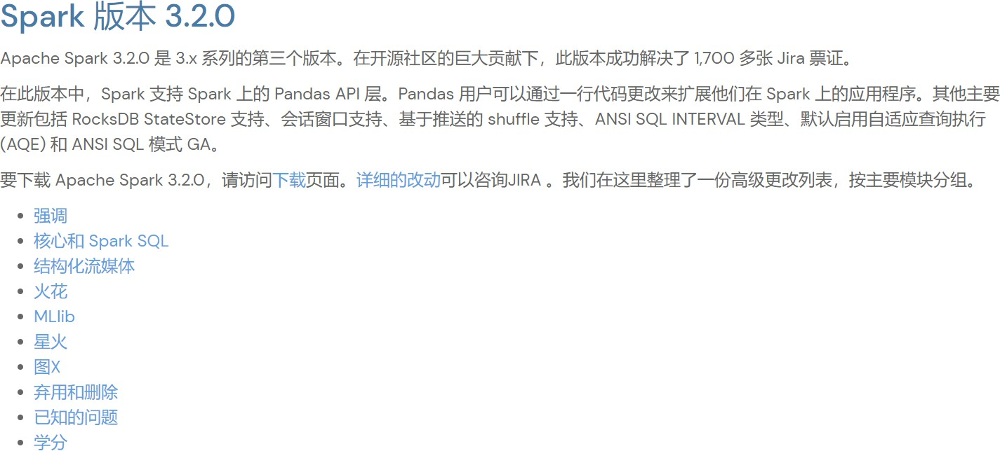 Spark 版本 3.2.0
Apache Spark 3.2.0 是 3.x 系列的第三个版本。在开源社区的巨大贡献下，此版本成功解决了 1,700 多张 Jira 票证。
在此版本中，Spark 支持 Spark 上的 Pandas API 层。Pandas 用户可以通过一行代码更改来扩展他们在 Spark 上的应用程序。其他主要
更新包括 RocksDB StateStore 支持、会话窗口支持、基于推送的 shuffle 支持、ANSI SQL INTERVAL 类型、默认启用自适应查询执行
(AQE) 和 ANSI SQL 模式 GA。
要下载 Apache Spark 3.2.0，请访问下载页面。详细的改动可以咨询JIRA 。我们在这里整理了一份高级更改列表，按主要模块分组。
• 强调
• 核心和 Spark SQL
• 结构化流媒体
• 火花
• MLlib
• 星火
• 图X
• 弃用和删除
• 已知的问题
• 学分